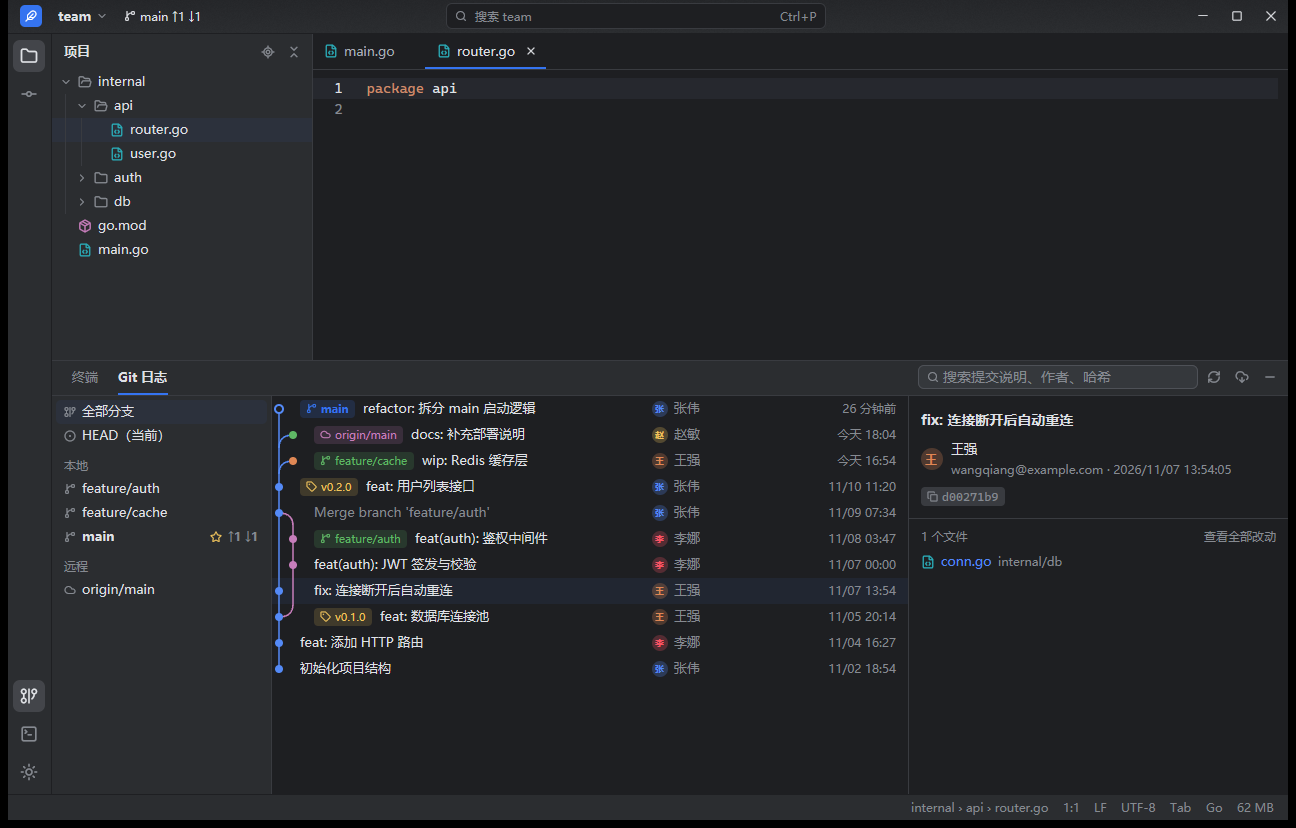 team main ↑1 ↓1 搜索 team Ctrl+P
项目
internal
api
router.go
user.go
auth
db
go.mod
main.go
main.go router.go
1 package api
2
终端 Git 日志 搜索提交说明、作者、哈希
全部分支
HEAD（当前）
本地
feature/auth
feature/cache
main ↑1 ↓1
远程
origin/main
main refactor: 拆分 main 启动逻辑 张 张伟 26 分钟前
origin/main docs: 补充部署说明 赵 赵敏 今天 18:04
feature/cache wip: Redis 缓存层 王 王强 今天 16:54
v0.2.0 feat: 用户列表接口 张 张伟 11/10 11:20
Merge branch 'feature/auth' 张 张伟 11/09 07:34
feature/auth feat(auth): 鉴权中间件 李 李娜 11/08 03:47
feat(auth): JWT 签发与校验 李 李娜 11/07 00:00
fix: 连接断开后自动重连 王 王强 11/07 13:54
v0.1.0 feat: 数据库连接池 王 王强 11/05 20:14
feat: 添加 HTTP 路由 李 李娜 11/04 16:27
初始化项目结构 张 张伟 11/02 18:54
fix: 连接断开后自动重连
王 王强
wangqiang@example.com · 2026/11/07 13:54:05
d00271b9
1 个文件 查看全部改动
conn.go internal/db
internal › api › router.go 1:1 LF UTF-8 Tab Go 62 MB